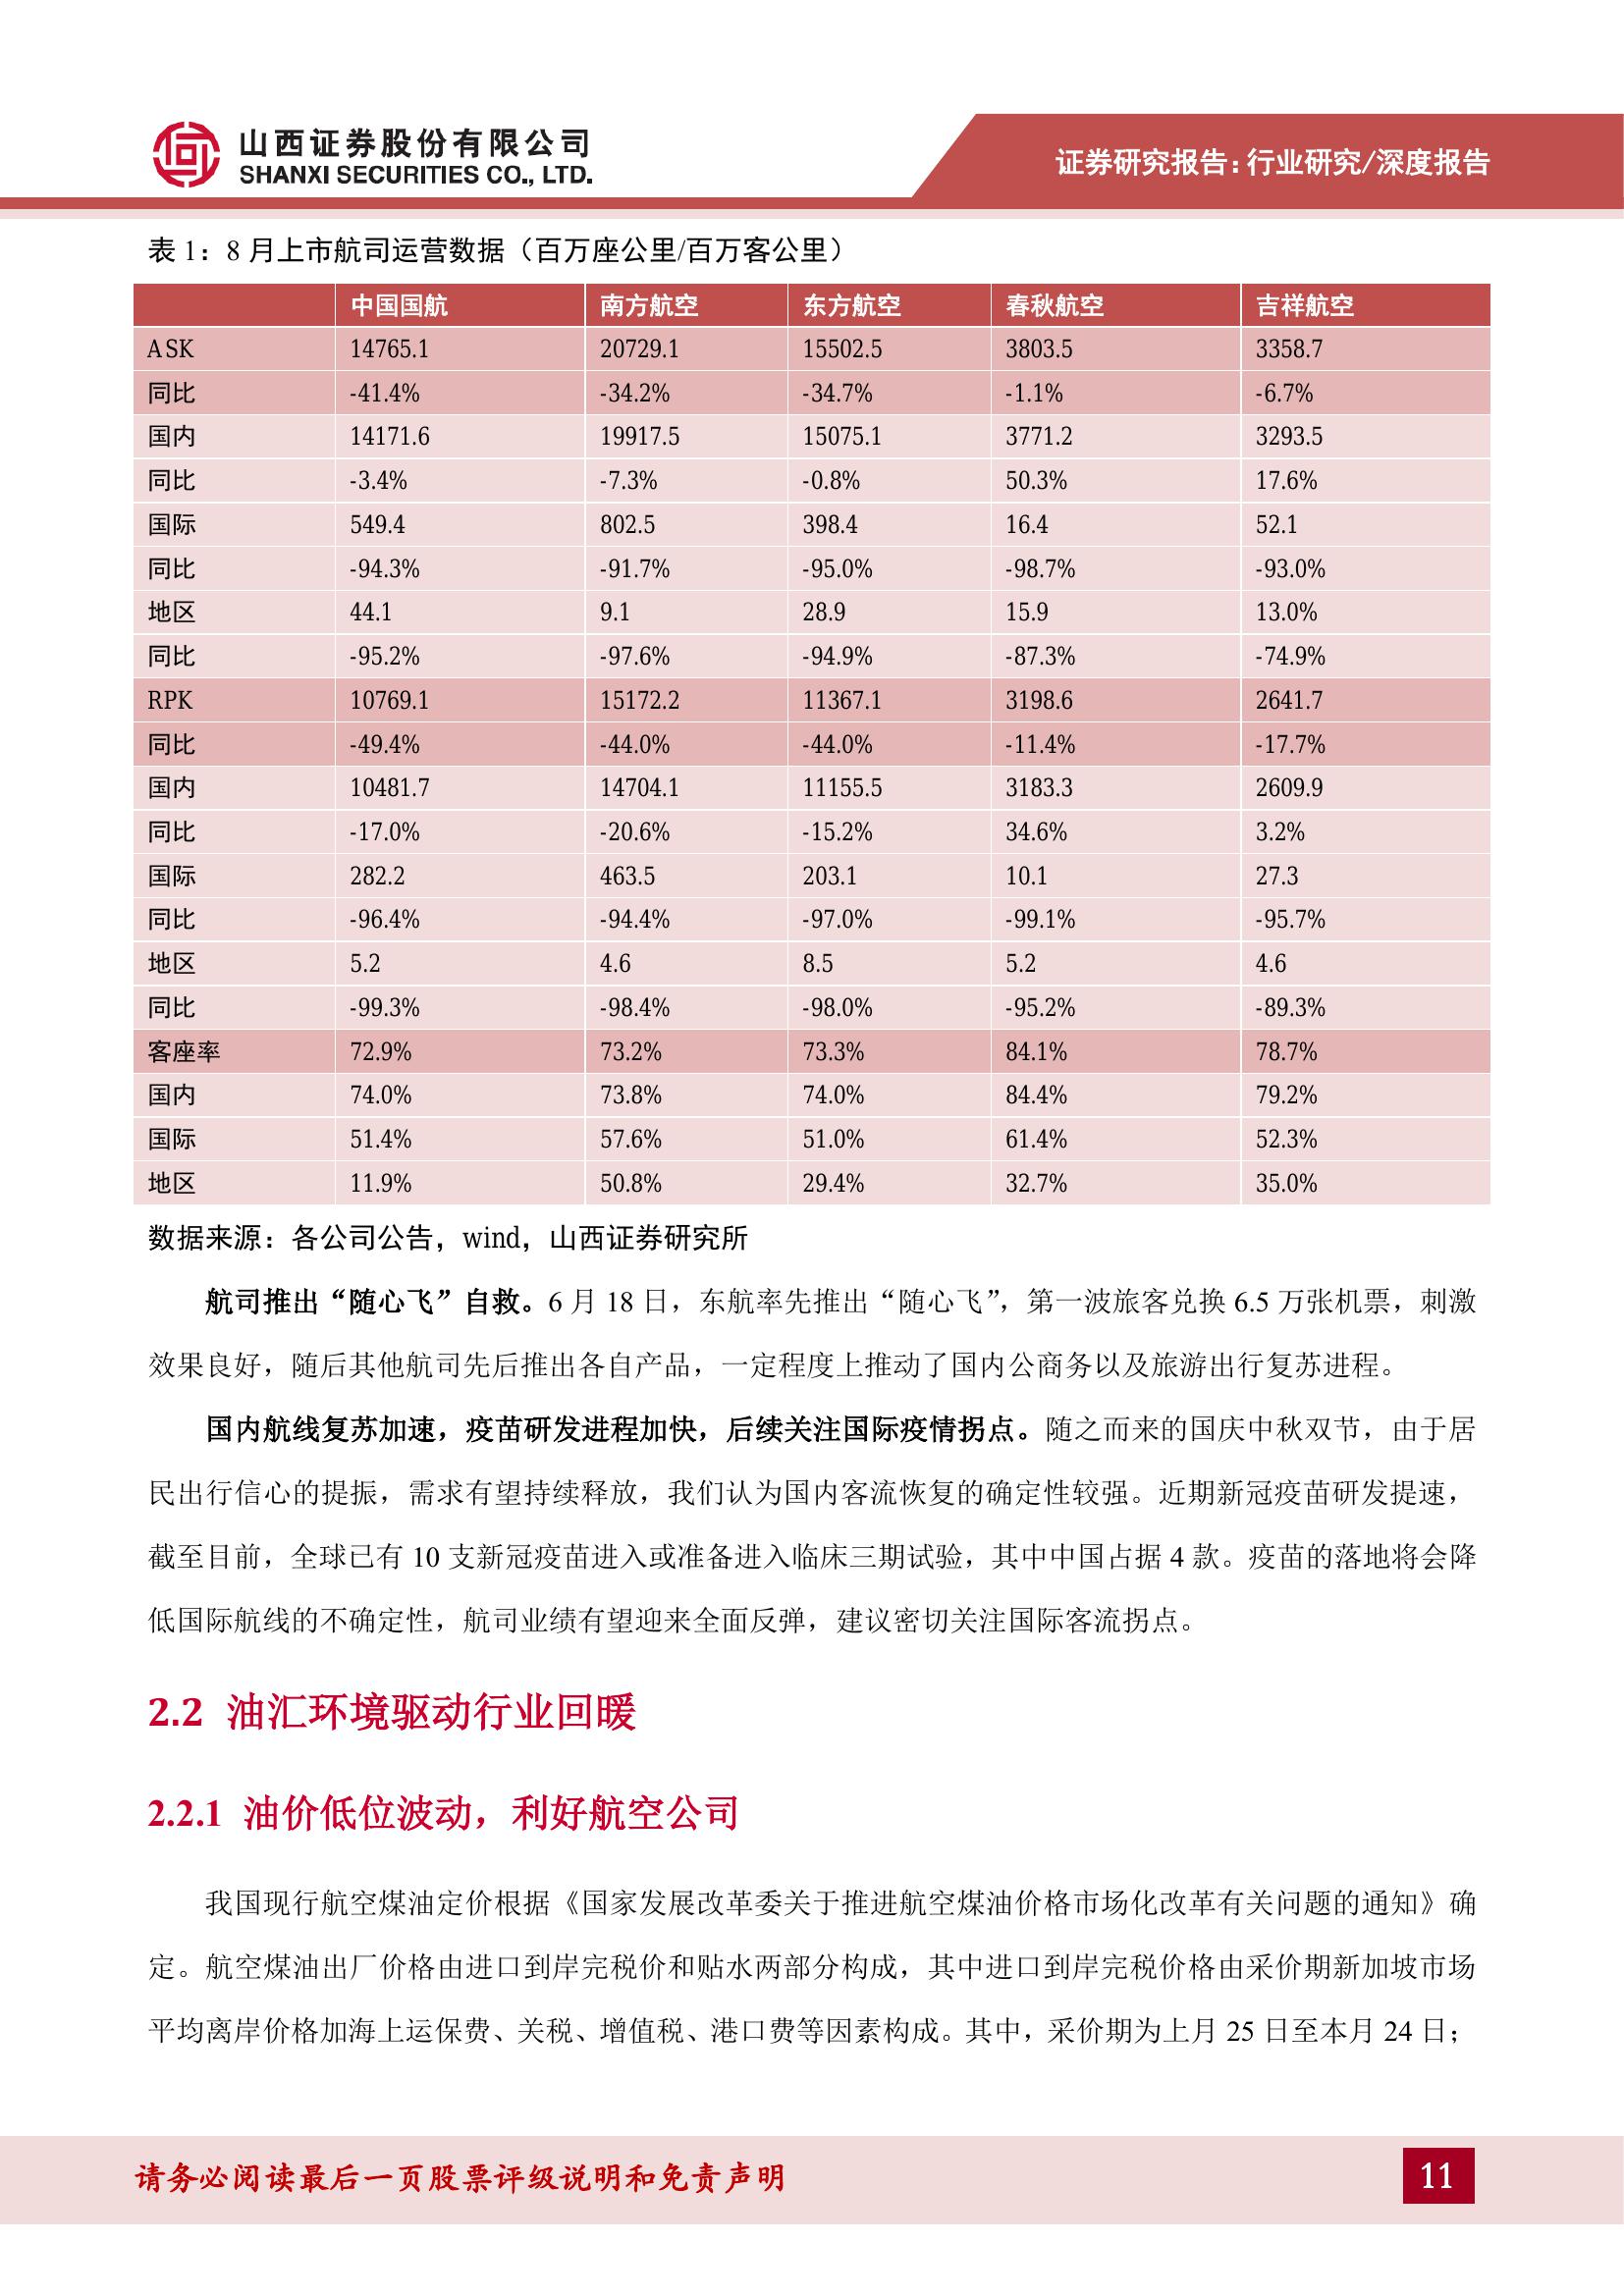 山西证券股份有限公司
SHANXI SECURITIES CO., LTD.
证券研究报告：行业研究/深度报告
表 1：8 月上市航司运营数据（百万座公里/百万客公里）
中国国航 南方航空 东方航空 春秋航空 吉祥航空
ASK 14765.1 20729.1 15502.5 3803.5 3358.7
同比 -41.4% -34.2% -34.7% -1.1% -6.7%
国内 14171.6 19917.5 15075.1 3771.2 3293.5
同比 -3.4% -7.3% -0.8% 50.3% 17.6%
国际 549.4 802.5 398.4 16.4 52.1
同比 -94.3% -91.7% -95.0% -98.7% -93.0%
地区 44.1 9.1 28.9 15.9 13.0%
同比 -95.2% -97.6% -94.9% -87.3% -74.9%
RPK 10769.1 15172.2 11367.1 3198.6 2641.7
同比 -49.4% -44.0% -44.0% -11.4% -17.7%
国内 10481.7 14704.1 11155.5 3183.3 2609.9
同比 -17.0% -20.6% -15.2% 34.6% 3.2%
国际 282.2 463.5 203.1 10.1 27.3
同比 -96.4% -94.4% -97.0% -99.1% -95.7%
地区 5.2 4.6 8.5 5.2 4.6
同比 -99.3% -98.4% -98.0% -95.2% -89.3%
客座率 72.9% 73.2% 73.3% 84.1% 78.7%
国内 74.0% 73.8% 74.0% 84.4% 79.2%
国际 51.4% 57.6% 51.0% 61.4% 52.3%
地区 11.9% 50.8% 29.4% 32.7% 35.0%
数据来源：各公司公告，wind，山西证券研究所
航司推出“随心飞”自救。6 月 18 日，东航率先推出“随心飞”，第一波旅客兑换 6.5 万张机票，刺激
效果良好，随后其他航司先后推出各自产品，一定程度上推动了国内公商务以及旅游出行复苏进程。
国内航线复苏加速，疫苗研发进程加快，后续关注国际疫情拐点。随之而来的国庆中秋双节，由于居
民出行信心的提振，需求有望持续释放，我们认为国内客流恢复的确定性较强。近期新冠疫苗研发提速，
截至目前，全球已有 10 支新冠疫苗进入或准备进入临床三期试验，其中中国占据 4 款。疫苗的落地将会降
低国际航线的不确定性，航司业绩有望迎来全面反弹，建议密切关注国际客流拐点。
2.2 油汇环境驱动行业回暖
2.2.1 油价低位波动，利好航空公司
我国现行航空煤油定价根据《国家发展改革委关于推进航空煤油价格市场化改革有关问题的通知》确
定。航空煤油出厂价格由进口到岸完税价和贴水两部分构成，其中进口到岸完税价格由采价期新加坡市场
平均离岸价格加海上运保费、关税、增值税、港口费等因素构成。其中，采价期为上月 25 日至本月 24 日；
请务必阅读最后一页股票评级说明和免责声明
11